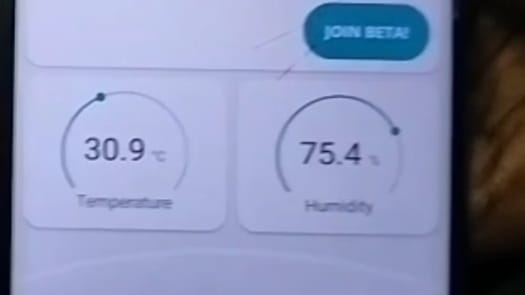 JOIN BETA!
30.9 °C
75.4 %
Temperature
Humidity